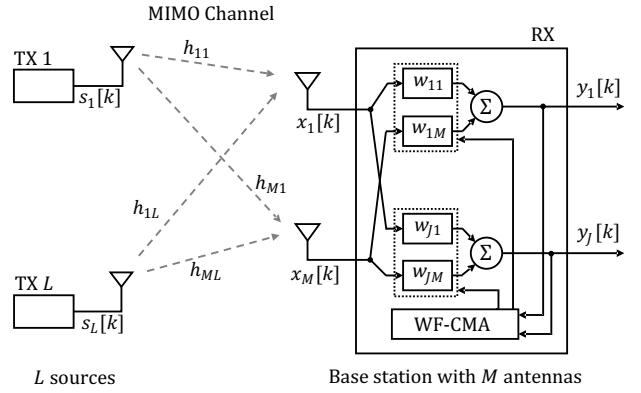 MIMO Channel
RX
TX 1
h₁₁
w₁₁
Σ
y₁[k]
s₁[k]
x₁[k]
w₁M
h₁L
hM₁
wJ₁
Σ
yJ[k]
TX L
hML
xM[k]
wJM
sL[k]
WF-CMA
L sources
Base station with M antennas